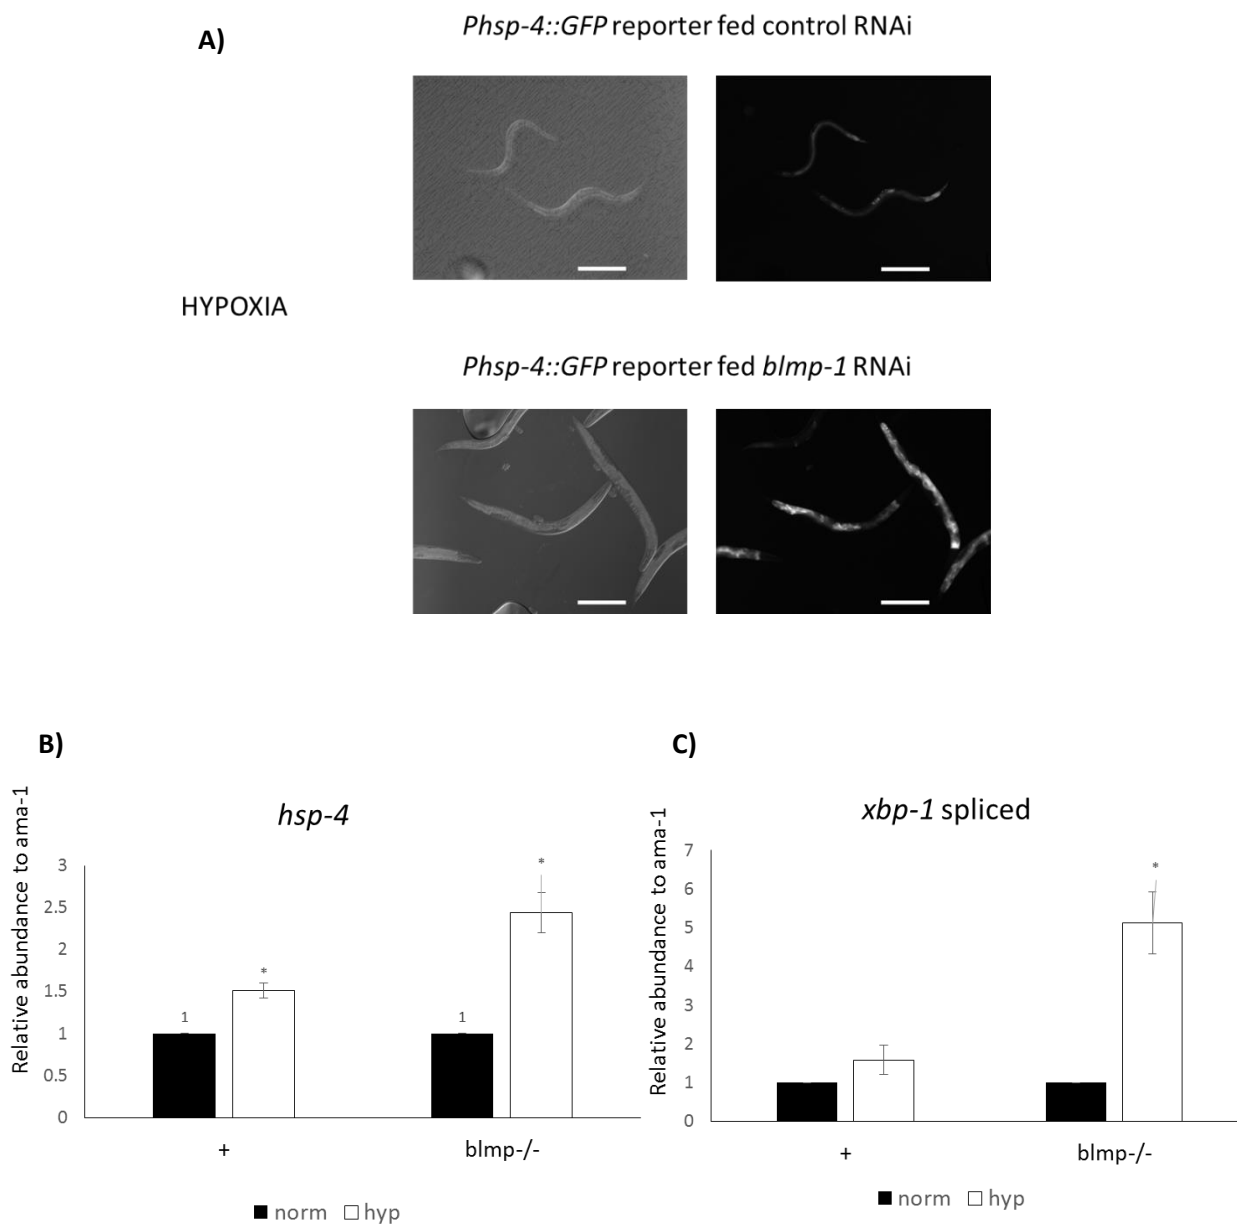 A)
Phsp-4::GFP reporter fed control RNAi
HYPOXIA
Phsp-4::GFP reporter fed blmp-1 RNAi
B)
hsp-4
Relative abundance to ama-1
3
2.5
2
1.5
1
0.5
0
1
*
1
*
+
blmp-/-
norm
hyp
C)
xbp-1 spliced
Relative abundance to ama-1
7
6
5
4
3
2
1
0
*
+
blmp-/-
norm
hyp